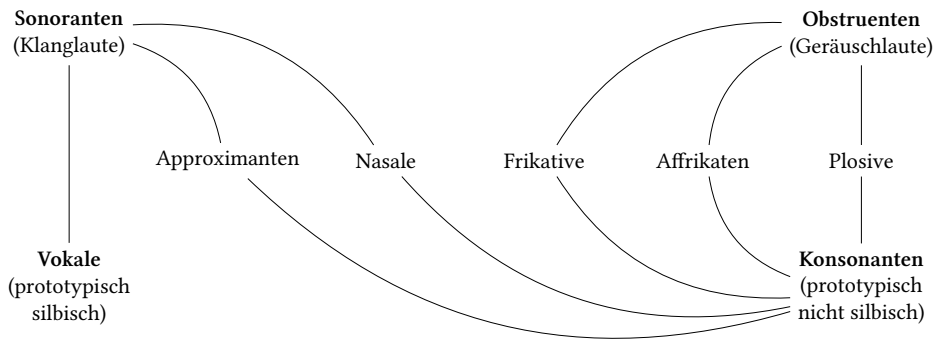 Sonoranten
(Klanglaute)
Obstruenten
(Geräuschlaute)
Approximanten
Nasale
Frikative
Affrikaten
Plosive
Vokale
(prototypisch
silbisch)
Konsonanten
(prototypisch
nicht silbisch)